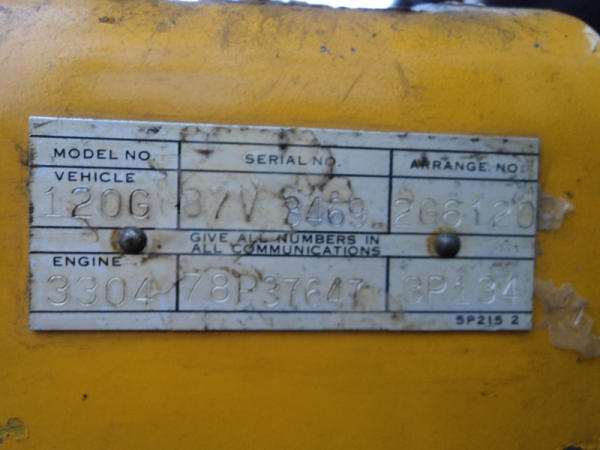 MODEL NO. SERIAL NO. ARRANGE. NO.
VEHICLE
120G 87V 8469 2G6120
GIVE ALL NUMBERS IN
ALL COMMUNICATIONS
ENGINE
3304 78P37647 3P134
5P215 2